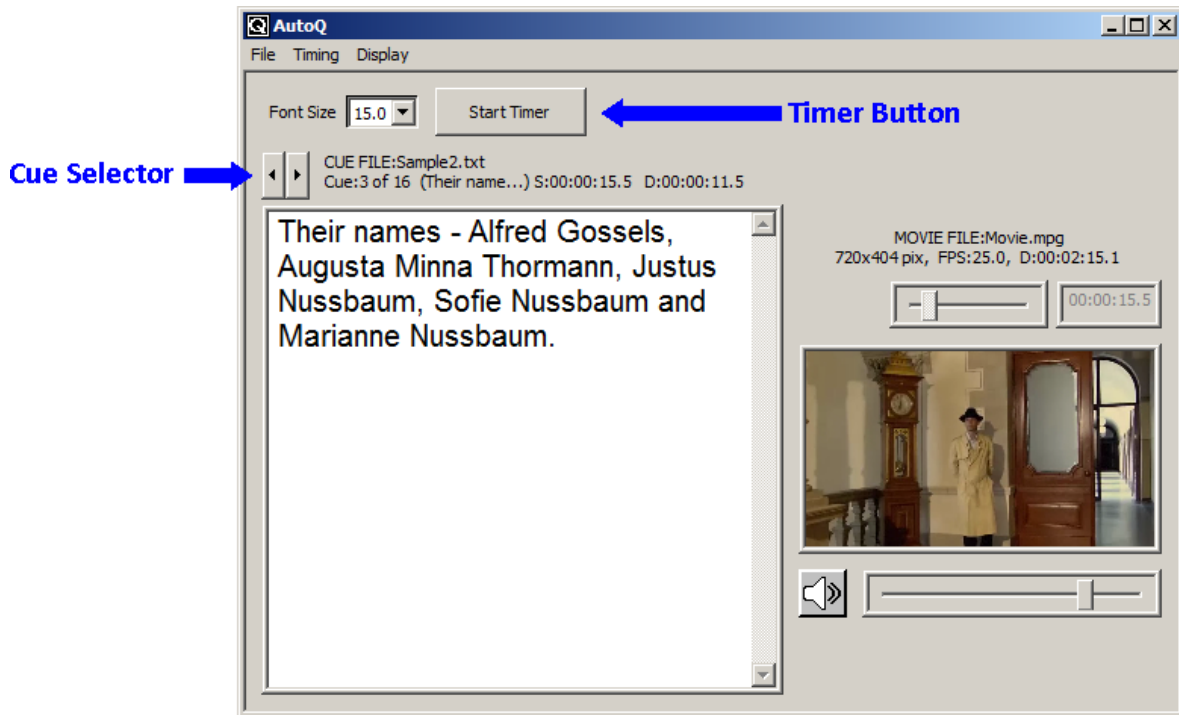 AutoQ
File Timing Display
Font Size 15.0 Start Timer
Timer Button
Cue Selector
CUE FILE:Sample2.txt
Cue:3 of 16 (Their name...) S:00:00:15.5 D:00:00:11.5
Their names - Alfred Gossels,
Augusta Minna Thormann, Justus
Nussbaum, Sofie Nussbaum and
Marianne Nussbaum.
MOVIE FILE:Movie.mpg
720x404 pix, FPS:25.0, D:00:02:15.1
00:00:15.5